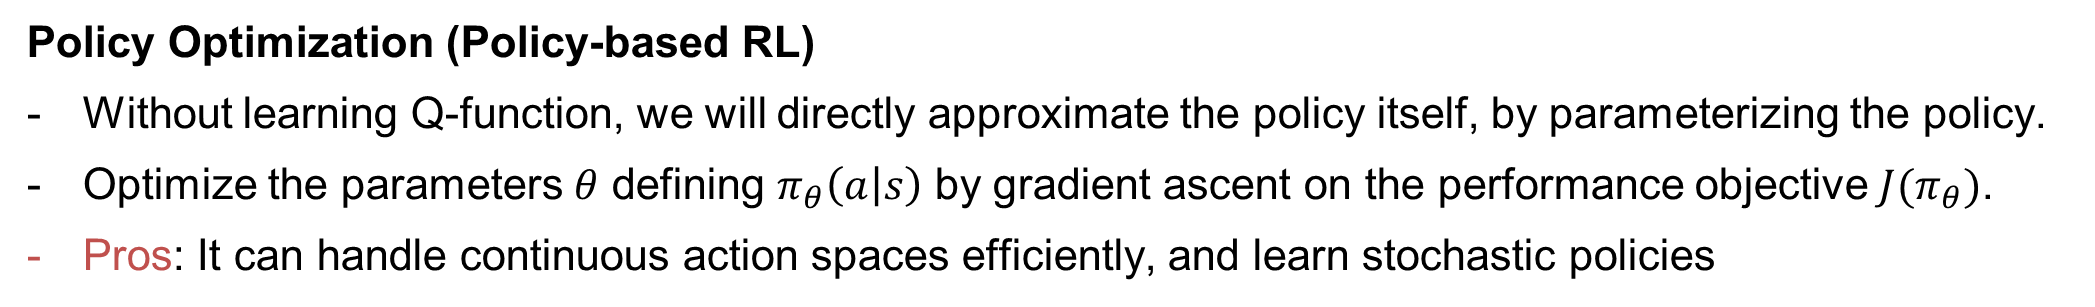 Policy Optimization (Policy-based RL)
- Without learning Q-function, we will directly approximate the policy itself, by parameterizing the policy.
- Optimize the parameters 𝜃 defining 𝜋𝜃(𝑎|𝑠) by gradient ascent on the performance objective 𝐽(𝜋𝜃).
- Pros: It can handle continuous action spaces efficiently, and learn stochastic policies